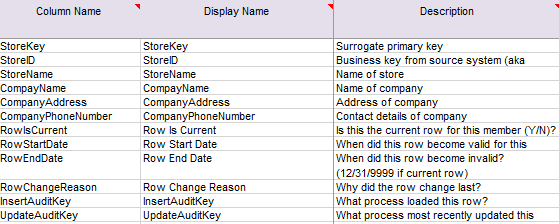 Column Name Display Name Description
StoreKey StoreKey Surrogate primary key
StoreID StoreID Business key from source system (aka
StoreName StoreName Name of store
CompayName CompayName Name of company
CompanyAddress CompanyAddress Address of company
CompanyPhoneNumber CompanyPhoneNumber Contact details of company
RowIsCurrent Row Is Current Is this the current row for this member (Y/N)?
RowStartDate Row Start Date When did this row become valid for this
RowEndDate Row End Date When did this row become invalid?
(12/31/9999 if current row)
RowChangeReason Row Change Reason Why did the row change last?
InsertAuditKey InsertAuditKey What process loaded this row?
UpdateAuditKey UpdateAuditKey What process most recently updated this